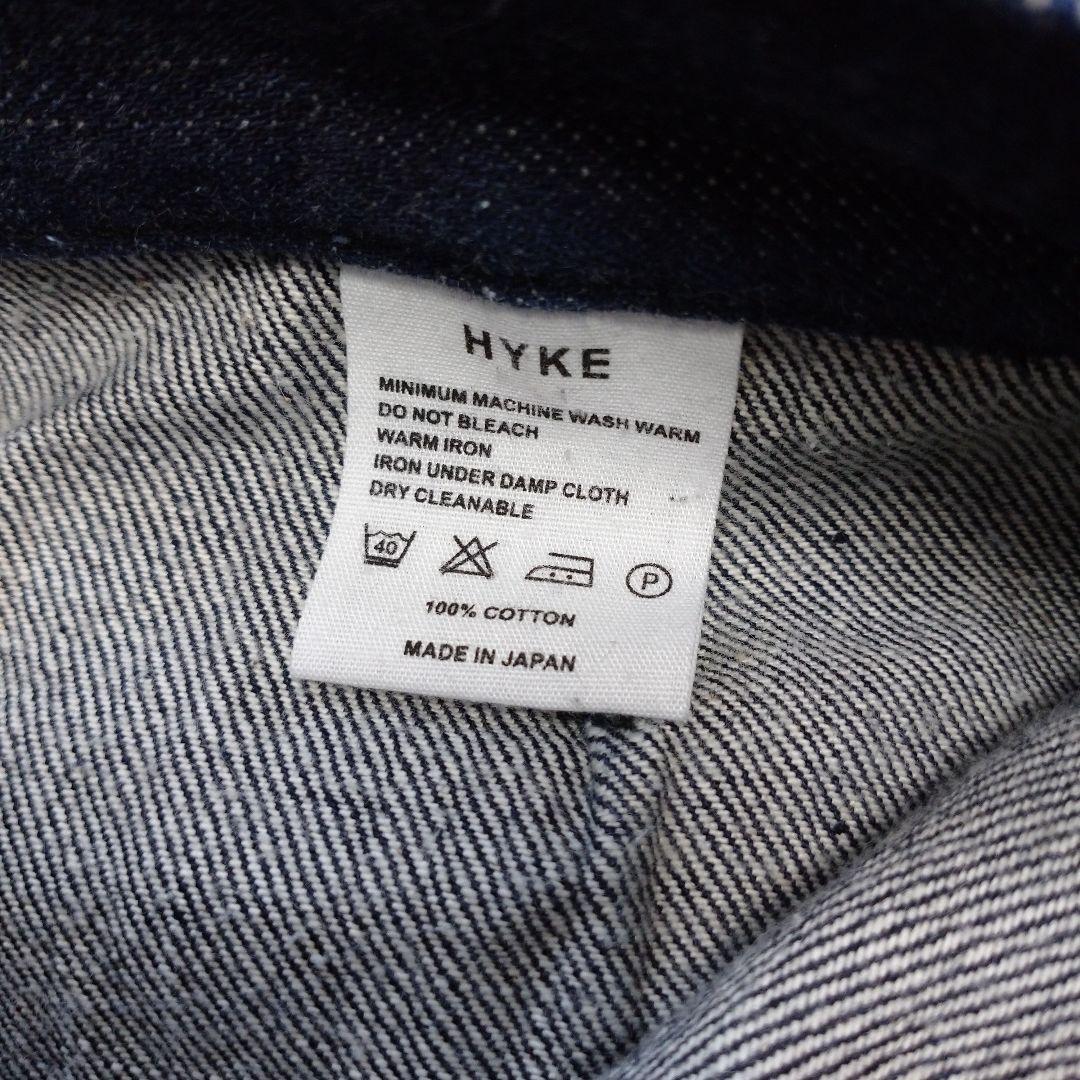 HYKE
MINIMUM MACHINE WASH WARM
DO NOT BLEACH
WARM IRON
IRON UNDER DAMP CLOTH
DRY CLEANABLE
40 P
100% COTTON
MADE IN JAPAN